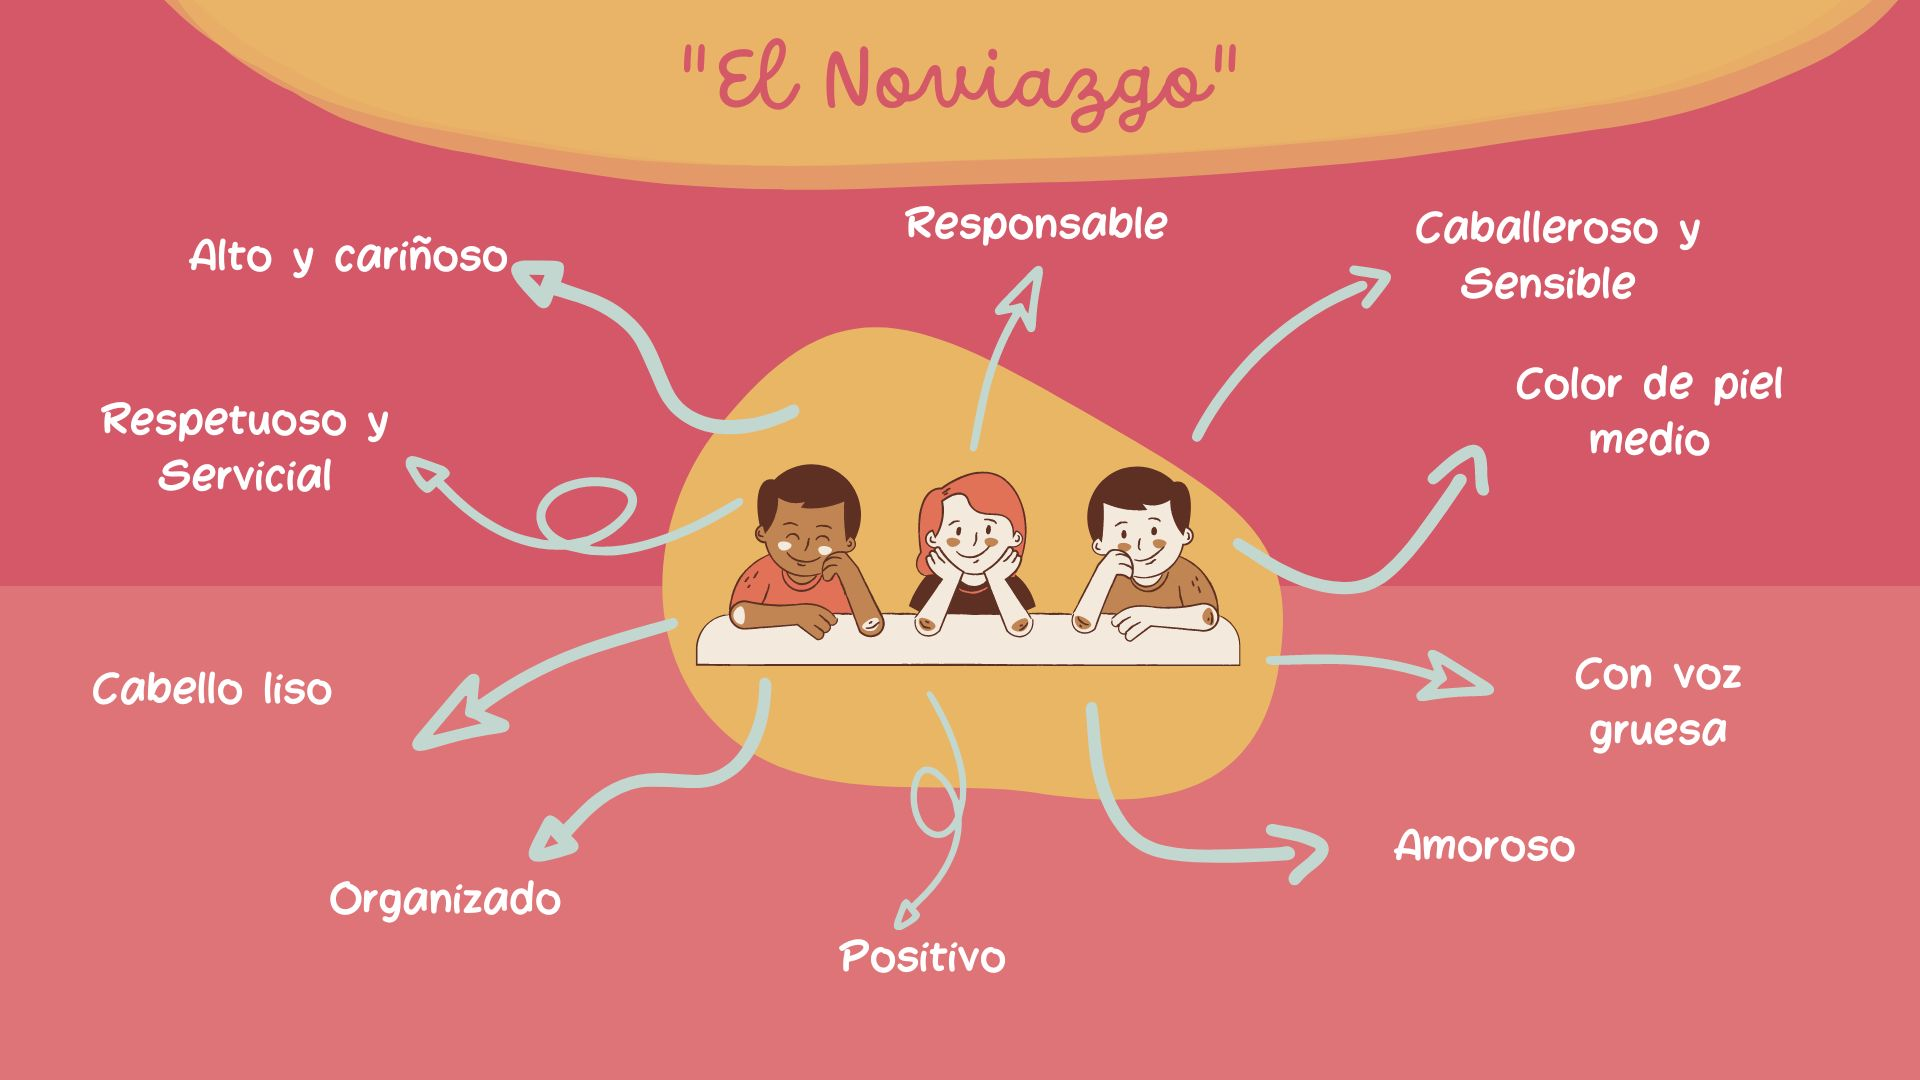 "El Noviazgo"
Alto y cariñoso
Responsable
Caballeroso y
Sensible
Respetuoso y
Servicial
Color de piel
medio
Cabello liso
Con voz
gruesa
Organizado
Amoroso
Positivo